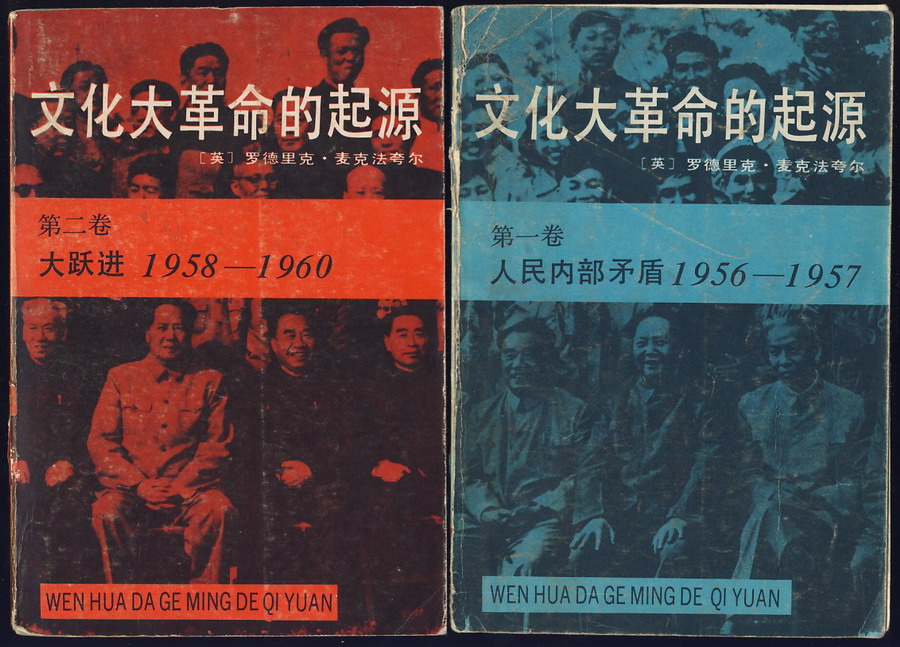 文化大革命的起源
［英］罗德里克·麦克法夸尔
第二卷
大跃进 1958—1960
WEN HUA DA GE MING DE QI YUAN
文化大革命的起源
［英］罗德里克·麦克法夸尔
第一卷
人民内部矛盾 1956—1957
WEN HUA DA GE MING DE QI YUAN